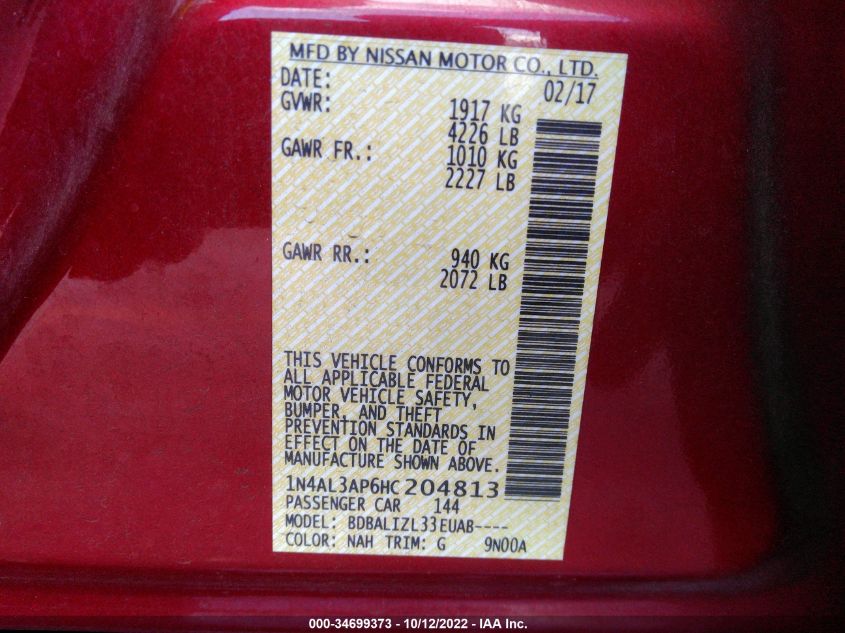 MFD BY NISSAN MOTOR CO., LTD.
DATE: 02/17
GVWR: 1917 KG
4226 LB
GAWR FR.: 1010 KG
2227 LB
GAWR RR.: 940 KG
2072 LB
THIS VEHICLE CONFORMS TO
ALL APPLICABLE FEDERAL
MOTOR VEHICLE SAFETY,
BUMPER, AND THEFT
PREVENTION STANDARDS IN
EFFECT ON THE DATE OF
MANUFACTURE SHOWN ABOVE.
1N4AL3AP6HC204813
PASSENGER CAR 144
MODEL: BDBALIZL33EUAB----
COLOR: NAH TRIM: G 9N00A
000-34699373 - 10/12/2022 - IAA Inc.